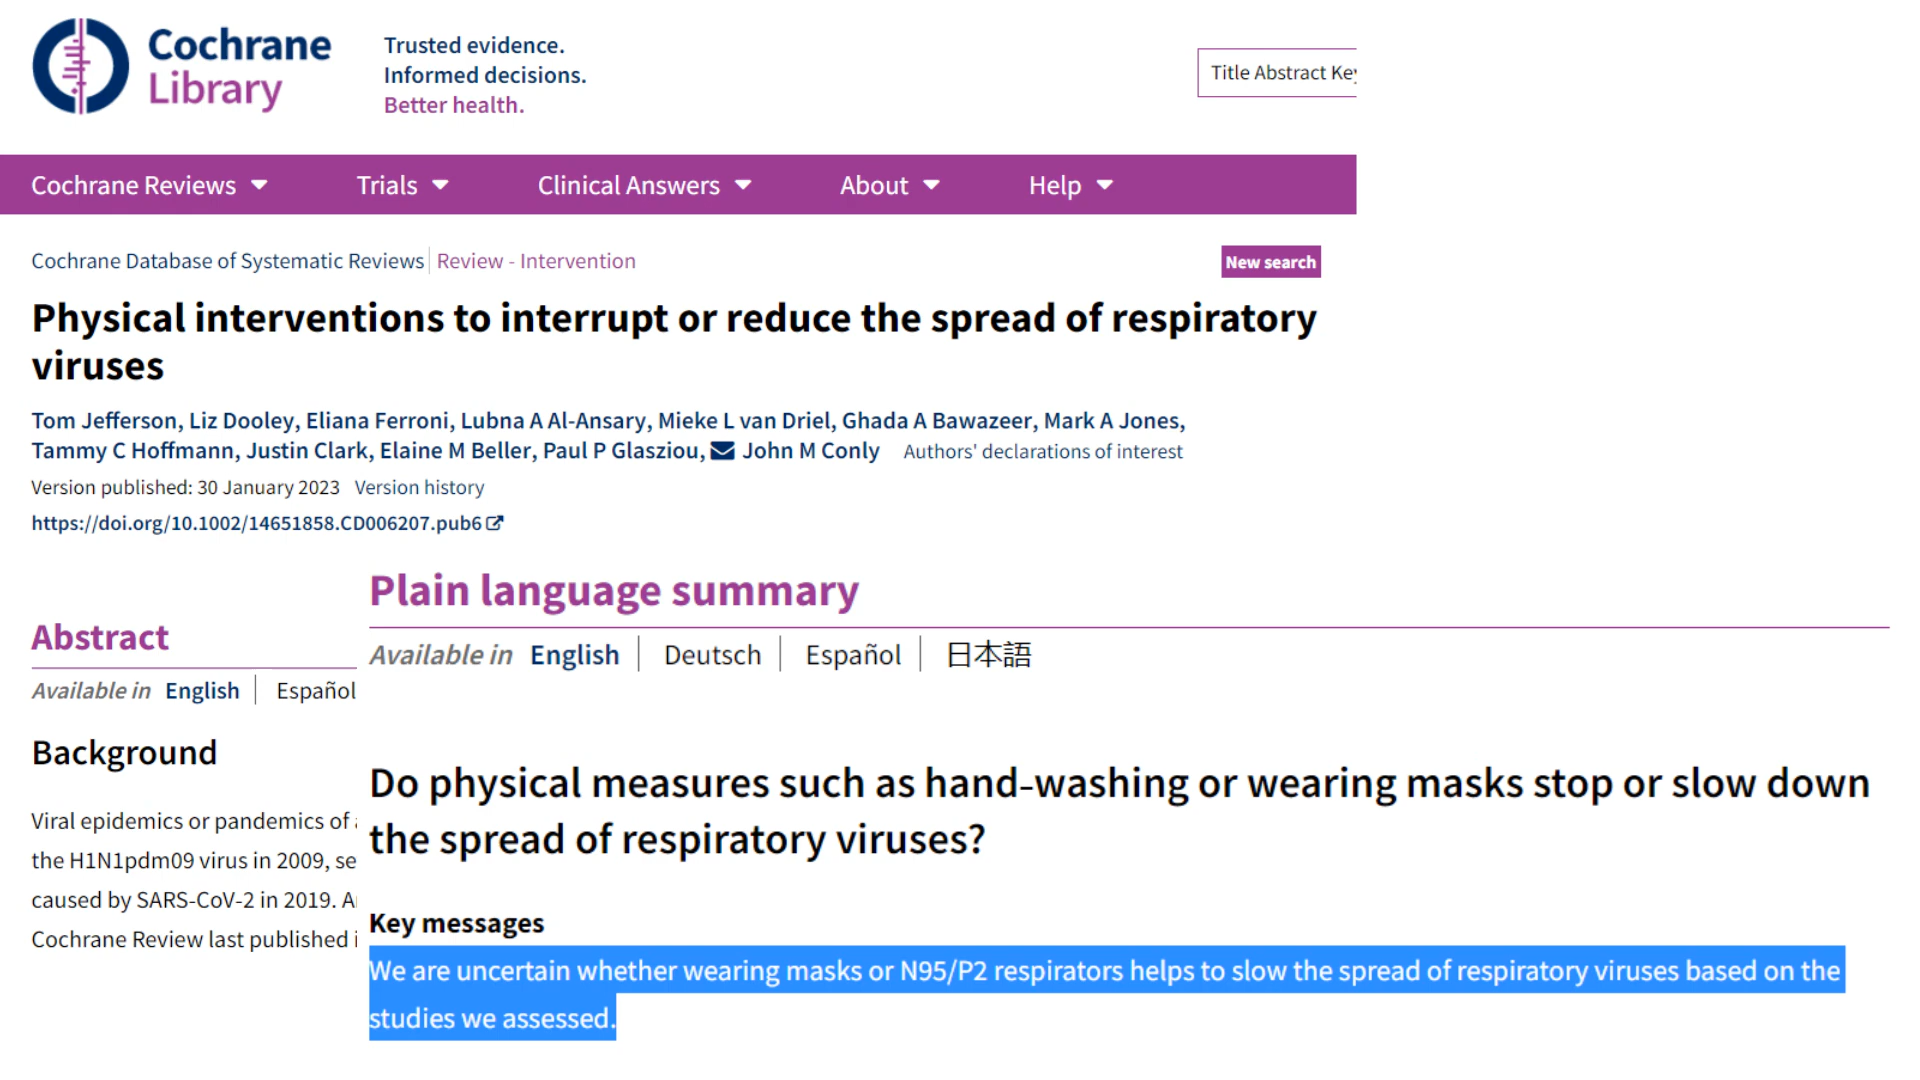 Cochrane
Library
Trusted evidence.
Informed decisions.
Better health.
Title Abstract Key
Cochrane Reviews
Trials
Clinical Answers
About
Help
Cochrane Database of Systematic Reviews
Review - Intervention
New search
Physical interventions to interrupt or reduce the spread of respiratory
viruses
Tom Jefferson, Liz Dooley, Eliana Ferroni, Lubna A Al-Ansary, Mieke L van Driel, Ghada A Bawazeer, Mark A Jones,
Tammy C Hoffmann, Justin Clark, Elaine M Beller, Paul P Glasziou, John M Conly Authors' declarations of interest
Version published: 30 January 2023 Version history
https://doi.org/10.1002/14651858.CD006207.pub6
Abstract
Available in English Español
Background
Viral epidemics or pandemics of
the H1N1pdm09 virus in 2009, se
caused by SARS-CoV-2 in 2019. A
Cochrane Review last published i
Plain language summary
Available in English Deutsch Español 日本語
Do physical measures such as hand-washing or wearing masks stop or slow down
the spread of respiratory viruses?
Key messages
We are uncertain whether wearing masks or N95/P2 respirators helps to slow the spread of respiratory viruses based on the
studies we assessed.